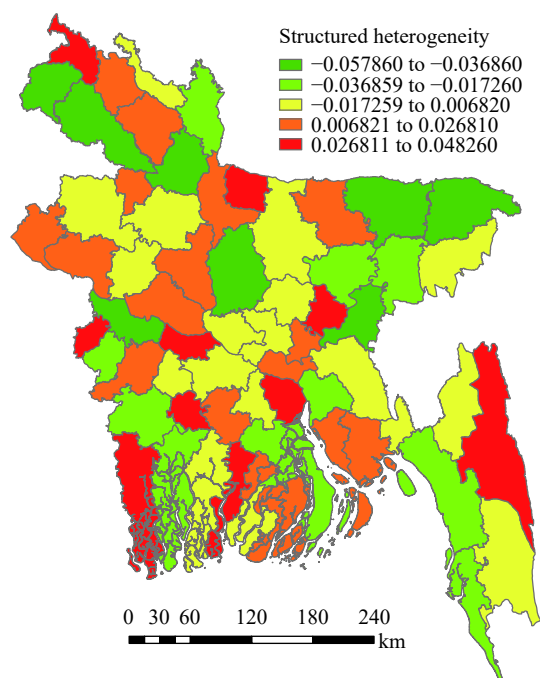 Structured heterogeneity
−0.057860 to −0.036860
−0.036859 to −0.017260
−0.017259 to 0.006820
0.006821 to 0.026810
0.026811 to 0.048260
0 30 60 120 180 240
km